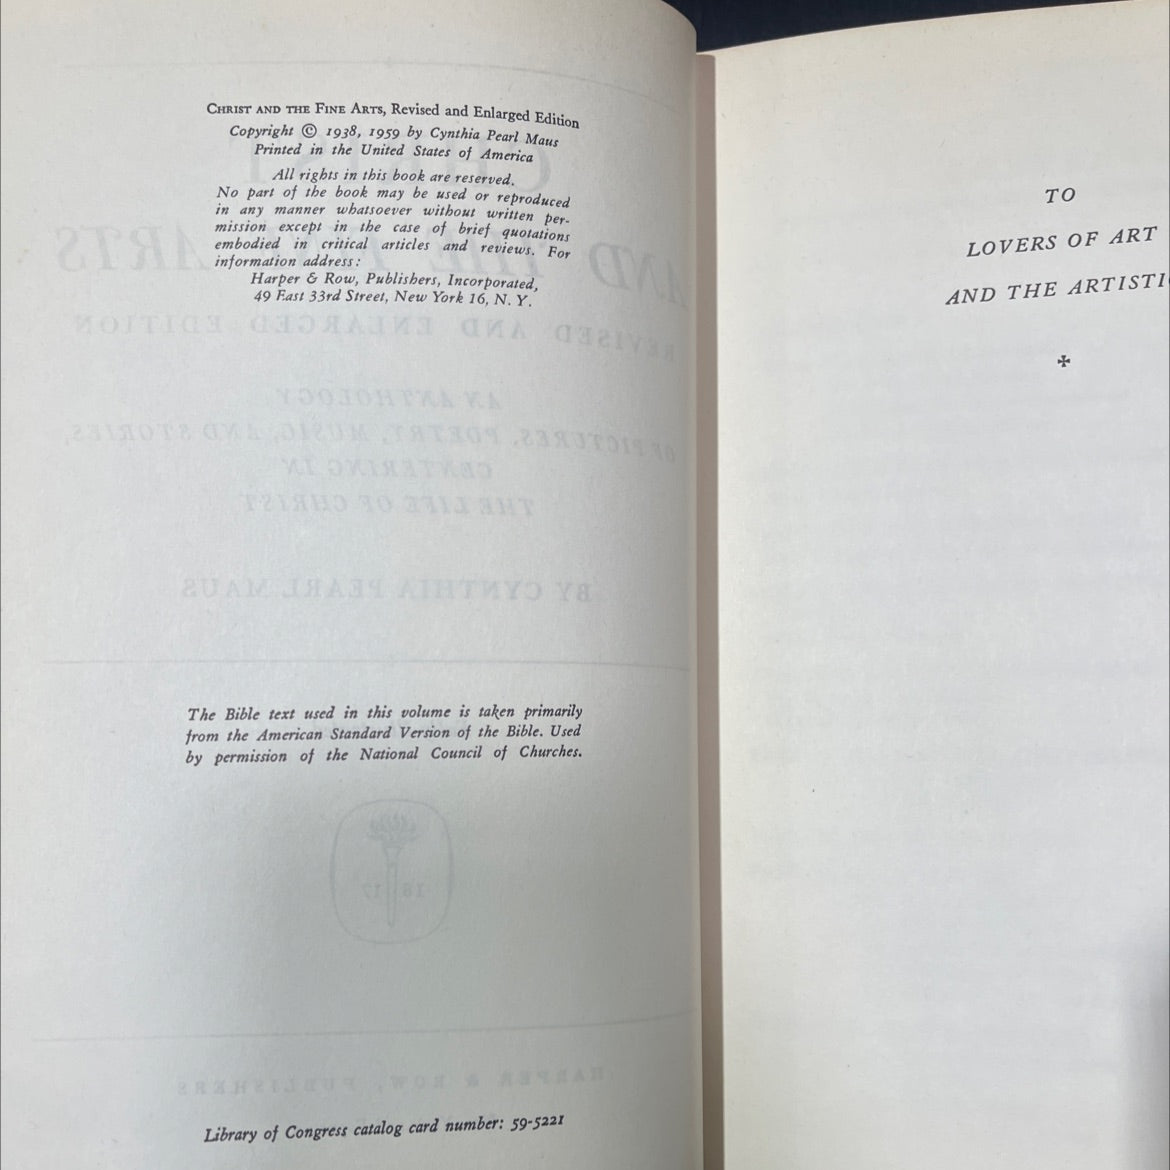 CHRIST AND THE FINE ARTS, Revised and Enlarged Edition
Copyright © 1938, 1959 by Cynthia Pearl Maus
Printed in the United States of America
All rights in this book are reserved.
No part of the book may be used or reproduced
in any manner whatsoever without written per-
mission except in the case of brief quotations
embodied in critical articles and reviews. For
information address:
Harper & Row, Publishers, Incorporated,
49 East 33rd Street, New York 16, N. Y.
The Bible text used in this volume is taken primarily
from the American Standard Version of the Bible. Used
by permission of the National Council of Churches.
Library of Congress catalog card number: 59-5221
TO
LOVERS OF ART
AND THE ARTISTIC